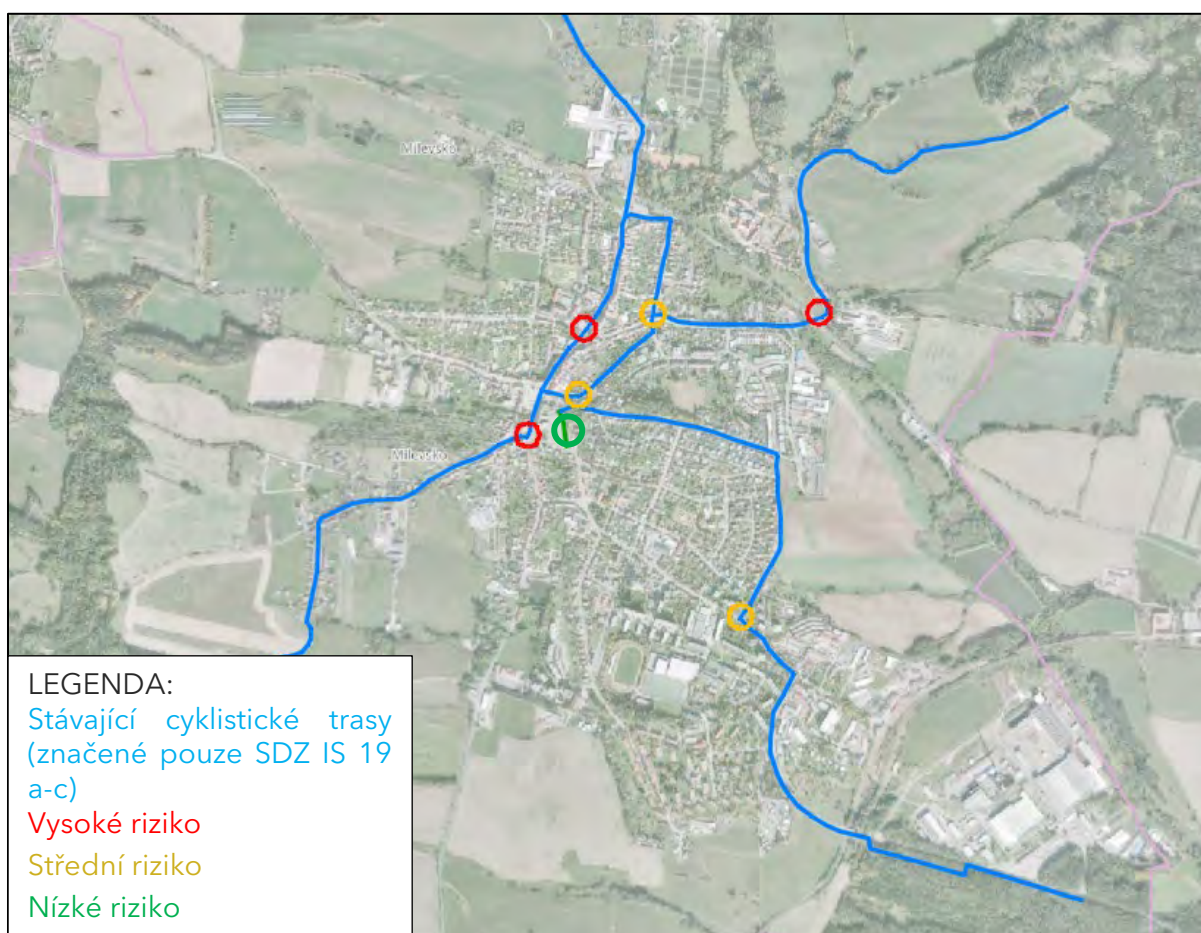 Milevsko
Milevsko
LEGENDA:
Stávající cyklistické trasy
(značené pouze SDZ IS 19
a-c)
Vysoké riziko
Střední riziko
Nízké riziko